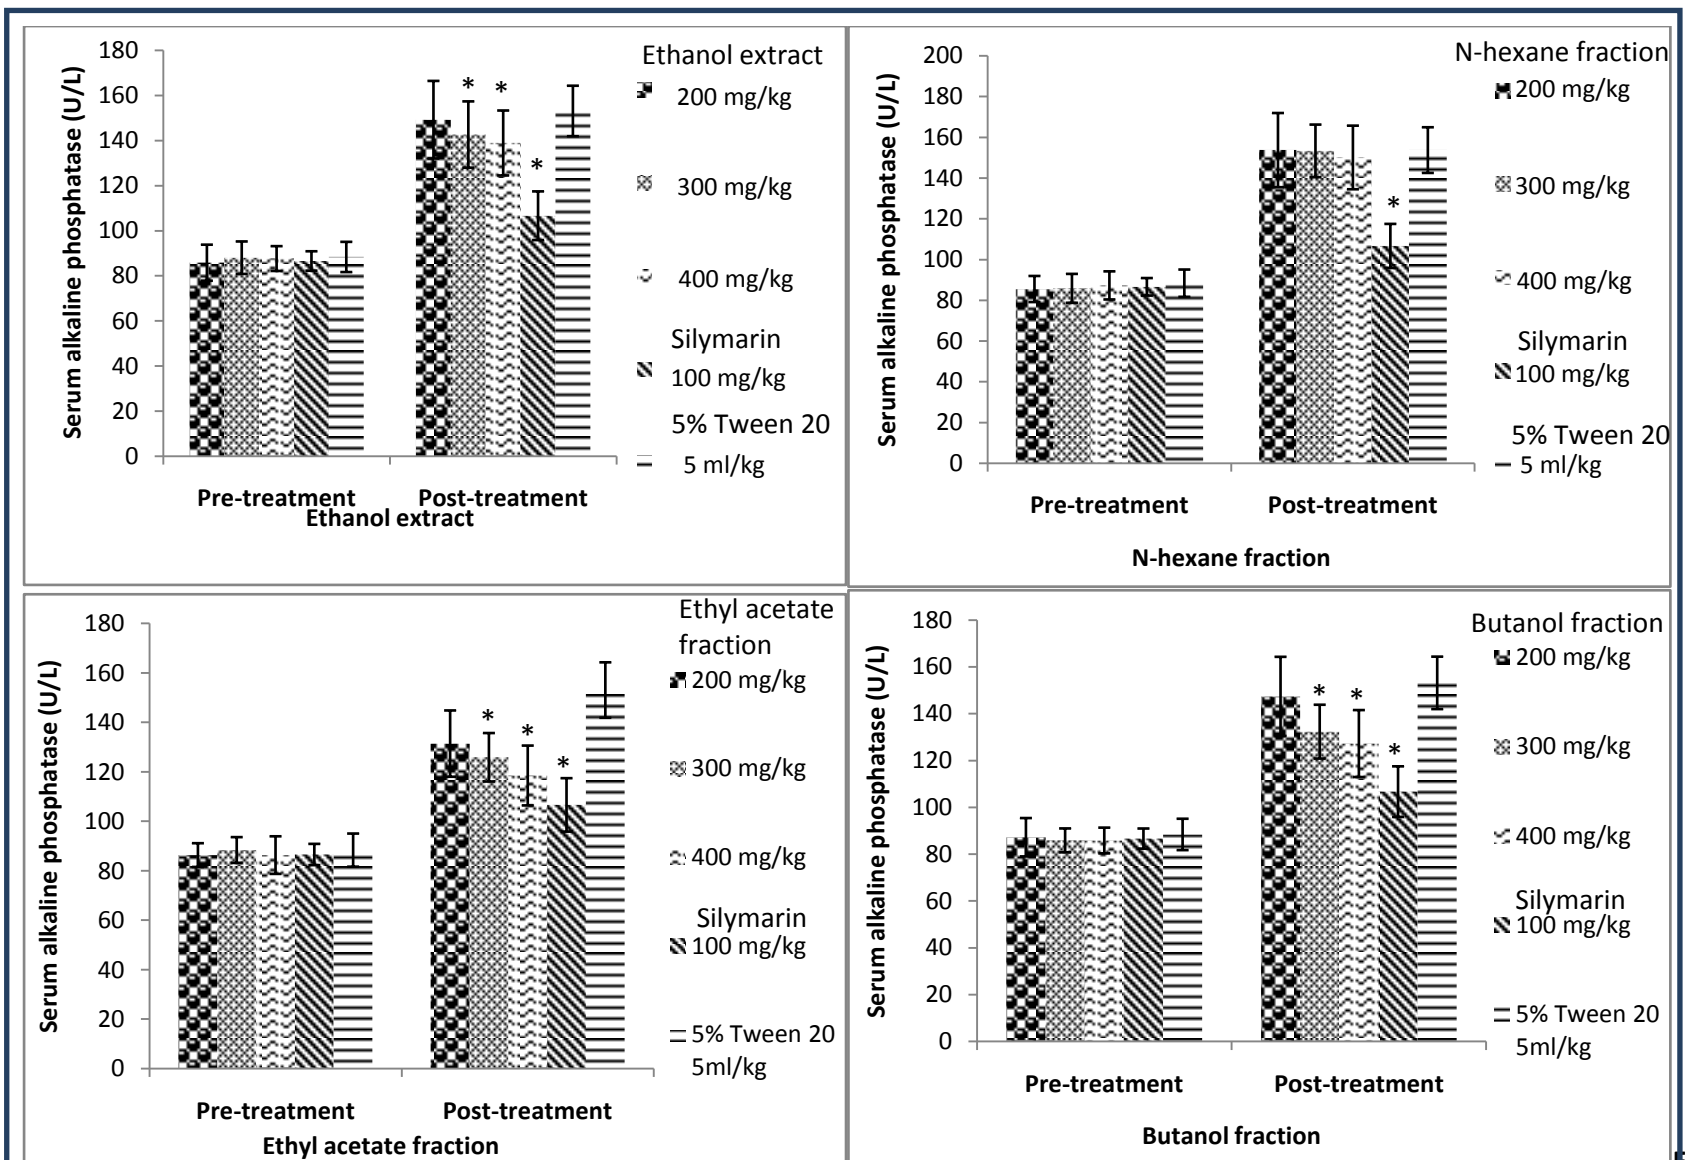 180
160
140
120
100
80
60
40
20
0
Serum alkaline phosphatase (U/L)
* *
*
Pre-treatment Post-treatment
Ethanol extract
Ethanol extract
200 mg/kg
300 mg/kg
400 mg/kg
Silymarin
100 mg/kg
5% Tween 20
5 ml/kg
200
180
160
140
120
100
80
60
40
20
0
Serum alkaline phosphatase (U/L)
*
Pre-treatment Post-treatment
N-hexane fraction
N-hexane fraction
200 mg/kg
300 mg/kg
400 mg/kg
Silymarin
100 mg/kg
5% Tween 20
5 ml/kg
180
160
140
120
100
80
60
40
20
0
Serum alkaline phosphatase (U/L)
* *
*
Pre-treatment Post-treatment
Ethyl acetate fraction
Ethyl acetate
fraction
200 mg/kg
300 mg/kg
400 mg/kg
Silymarin
100 mg/kg
5% Tween 20
5ml/kg
180
160
140
120
100
80
60
40
20
0
Serum alkaline phosphatase (U/L)
* *
*
Pre-treatment Post-treatment
Butanol fraction
Butanol fraction
200 mg/kg
300 mg/kg
400 mg/kg
Silymarin
100 mg/kg
5% Tween 20
5ml/kg